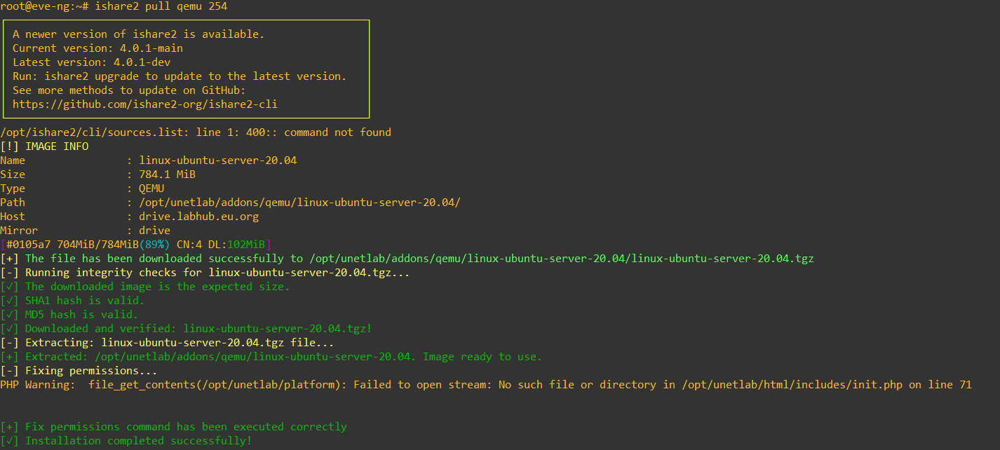 root@eve-ng:~# ishare2 pull qemu 254
A newer version of ishare2 is available.
Current version: 4.0.1-main
Latest version: 4.0.1-dev
Run: ishare2 upgrade to update to the latest version.
See more methods to update on GitHub:
https://github.com/ishare2-org/ishare2-cli
/opt/ishare2/cli/sources.list: line 1: 400:: command not found
[!] IMAGE INFO
Name : linux-ubuntu-server-20.04
Size : 784.1 MiB
Type : QEMU
Path : /opt/unetlab/addons/qemu/linux-ubuntu-server-20.04/
Host : drive.labhub.eu.org
Mirror : drive
[#0105a7 704MiB/784MiB(89%) CN:4 DL:102MiB]
[+] The file has been downloaded successfully to /opt/unetlab/addons/qemu/linux-ubuntu-server-20.04/linux-ubuntu-server-20.04.tgz
[-] Running integrity checks for linux-ubuntu-server-20.04.tgz...
[✓] The downloaded image is the expected size.
[✓] SHA1 hash is valid.
[✓] MD5 hash is valid.
[✓] Downloaded and verified: linux-ubuntu-server-20.04.tgz!
[-] Extracting: linux-ubuntu-server-20.04.tgz file...
[+] Extracted: /opt/unetlab/addons/qemu/linux-ubuntu-server-20.04. Image ready to use.
[-] Fixing permissions...
PHP Warning:  file_get_contents(/opt/unetlab/platform): Failed to open stream: No such file or directory in /opt/unetlab/html/includes/init.php on line 71
[+] Fix permissions command has been executed correctly
[✓] Installation completed successfully!